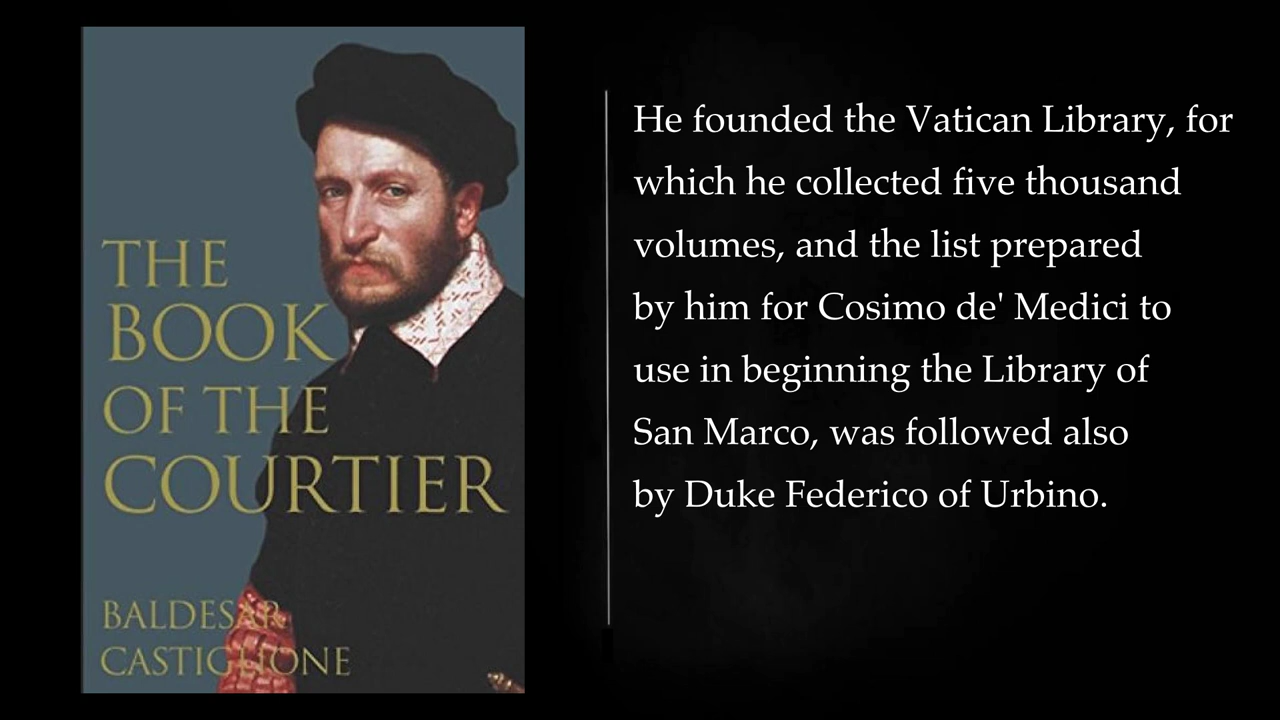 THE
BOOK
OF THE
COURTIER
BALDESAR
CASTIGLIONE
He founded the Vatican Library, for
which he collected five thousand
volumes, and the list prepared
by him for Cosimo de' Medici to
use in beginning the Library of
San Marco, was followed also
by Duke Federico of Urbino.